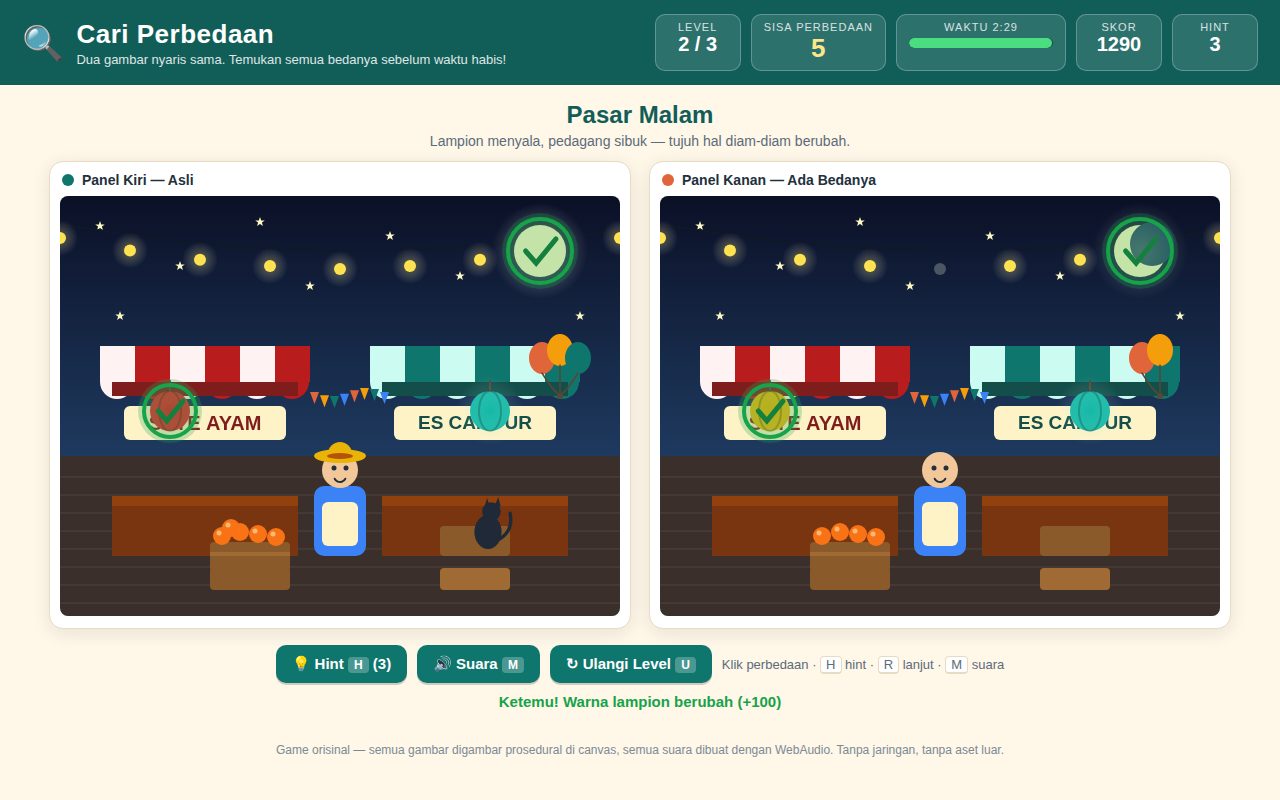 Cari Perbedaan
Dua gambar nyaris sama. Temukan semua bedanya sebelum waktu habis!
LEVEL
2 / 3
SISA PERBEDAAN
5
WAKTU 2:29
SKOR
1290
HINT
3
Pasar Malam
Lampion menyala, pedagang sibuk — tujuh hal diam-diam berubah.
Panel Kiri — Asli
AYAM
ES
Panel Kanan — Ada Bedanya
AYAM
ES
Hint H (3)
Suara M
↻ Ulangi Level U
Klik perbedaan · H hint · R lanjut · M suara
Ketemu! Warna lampion berubah (+100)
Game orisinal — semua gambar digambar prosedural di canvas, semua suara dibuat dengan WebAudio. Tanpa jaringan, tanpa aset luar.